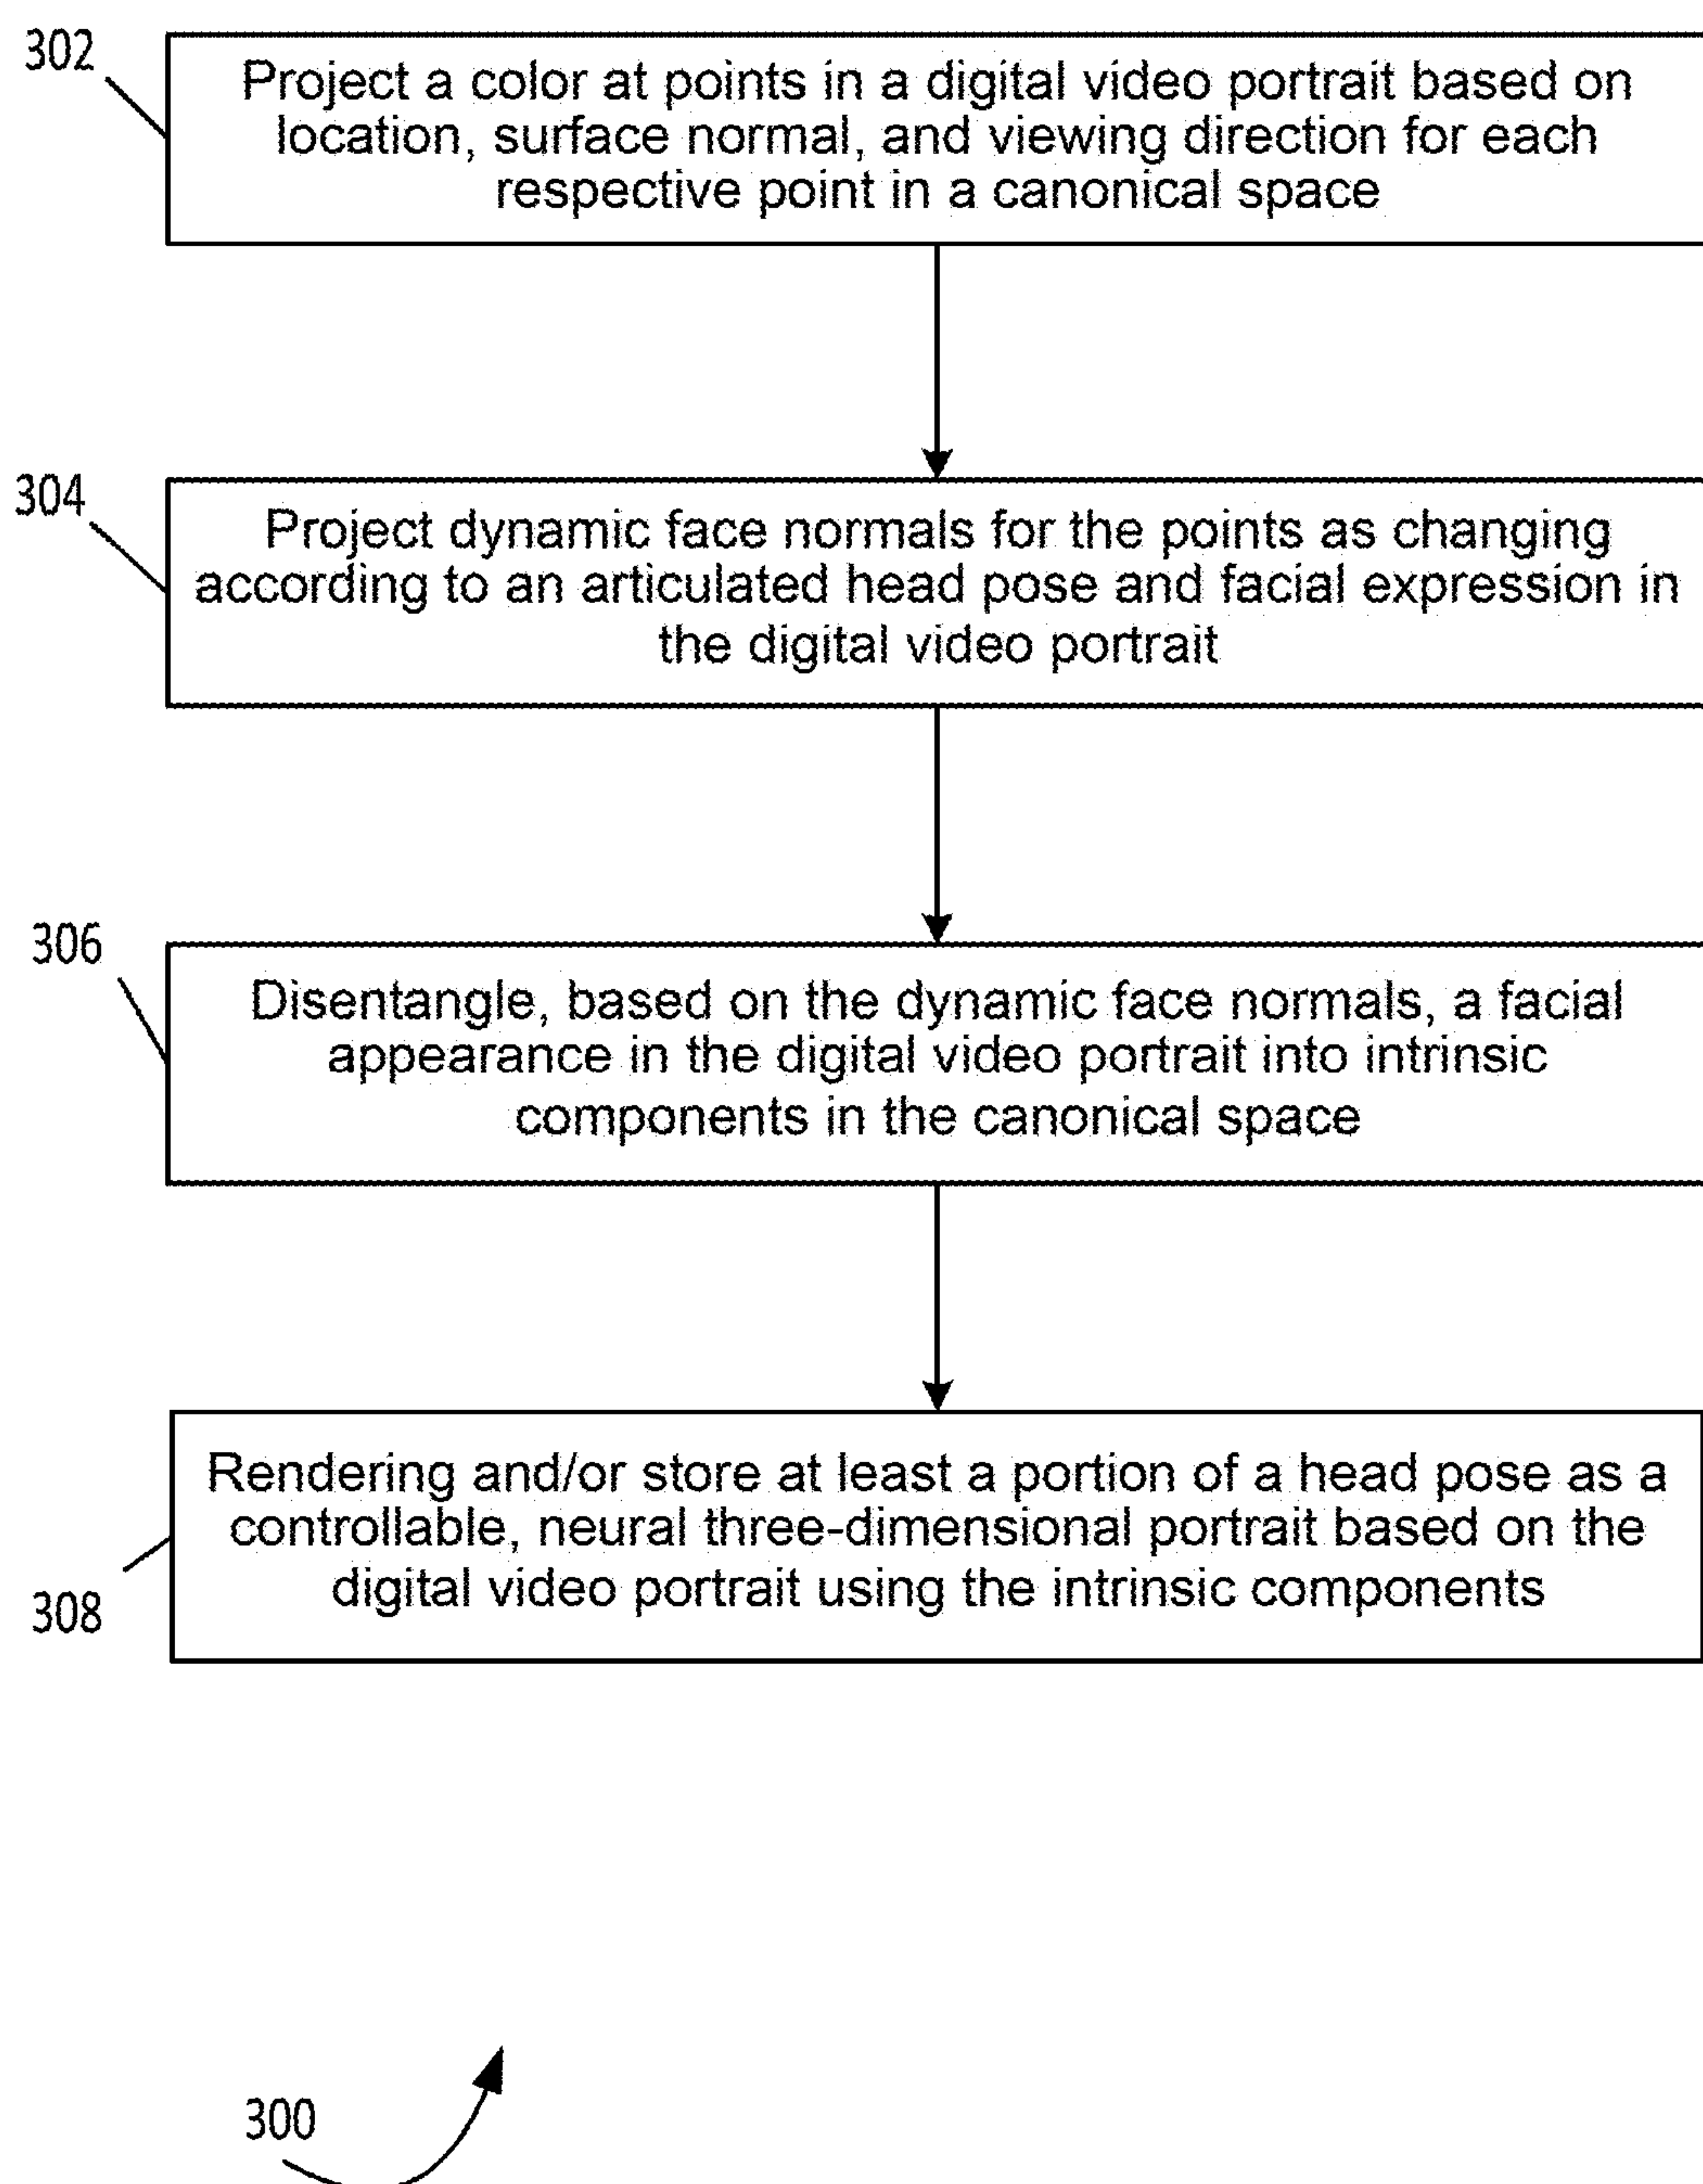 302
Project a color at points in a digital video portrait based on
location, surface normal, and viewing direction for each
respective point in a canonical space
304
Project dynamic face normals for the points as changing
according to an articulated head pose and facial expression in
the digital video portrait
306
Disentangle, based on the dynamic face normals, a facial
appearance in the digital video portrait into intrinsic
components in the canonical space
Rendering and/or store at least a portion of a head pose as a
controllable, neural three-dimensional portrait based on the
digital video portrait using the intrinsic components
308
300